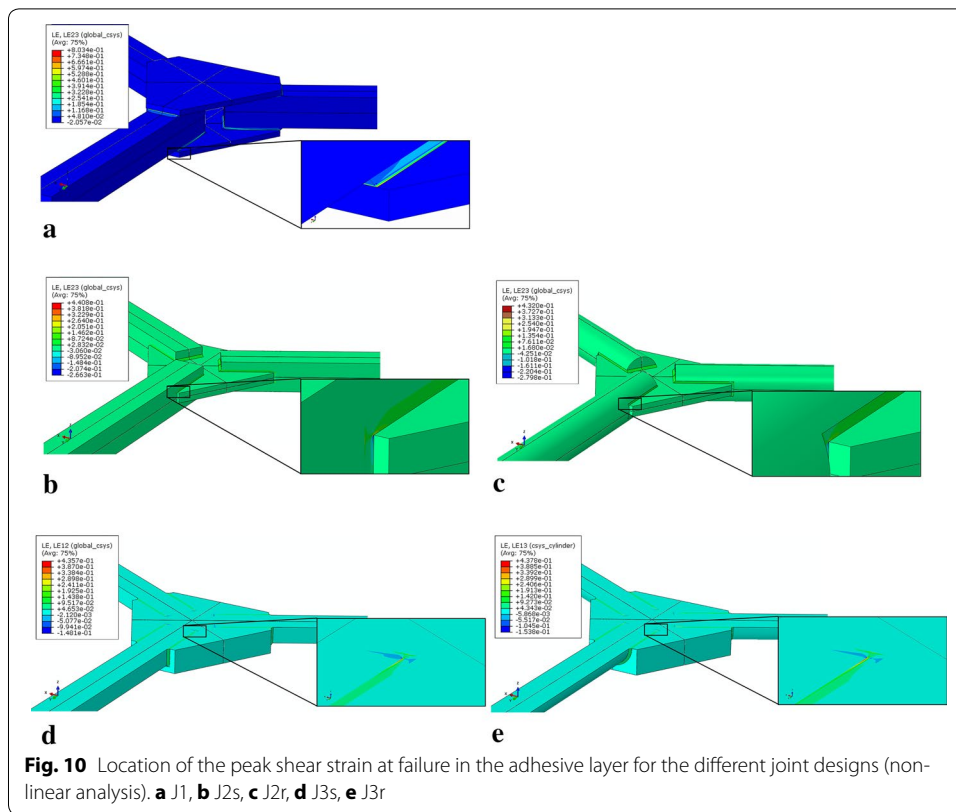 LE, LE23 (global_csys)
(Avg: 75%)
+8.034e-01
+7.348e-01
+6.661e-01
+5.974e-01
+5.288e-01
+4.601e-01
+3.914e-01
+3.228e-01
+2.541e-01
+1.854e-01
+1.168e-01
+4.810e-02
-2.057e-02
a
LE, LE23 (global_csys)
(Avg: 75%)
+4.408e-01
+3.818e-01
+3.229e-01
+2.640e-01
+2.051e-01
+1.462e-01
+8.724e-02
+2.832e-02
-3.060e-02
-8.952e-02
-1.484e-01
-2.074e-01
-2.663e-01
b
LE, LE23 (global_csys)
(Avg: 75%)
+4.320e-01
+3.727e-01
+3.133e-01
+2.540e-01
+1.947e-01
+1.354e-01
+7.611e-02
+1.680e-02
-4.251e-02
-1.018e-01
-1.611e-01
-2.204e-01
-2.798e-01
c
LE, LE12 (global_csys)
(Avg: 75%)
+4.357e-01
+3.870e-01
+3.384e-01
+2.898e-01
+2.411e-01
+1.925e-01
+1.438e-01
+9.517e-02
+4.653e-02
-2.120e-03
-5.077e-02
-9.941e-02
-1.481e-01
d
LE, LE13 (csys_cylinder)
(Avg: 75%)
+4.378e-01
+3.885e-01
+3.392e-01
+2.899e-01
+2.406e-01
+1.913e-01
+1.420e-01
+9.273e-02
+4.343e-02
-5.868e-03
-5.517e-02
-1.045e-01
-1.538e-01
e
Fig. 10 Location of the peak shear strain at failure in the adhesive layer for the different joint designs (non-
linear analysis). a J1, b J2s, c J2r, d J3s, e J3r